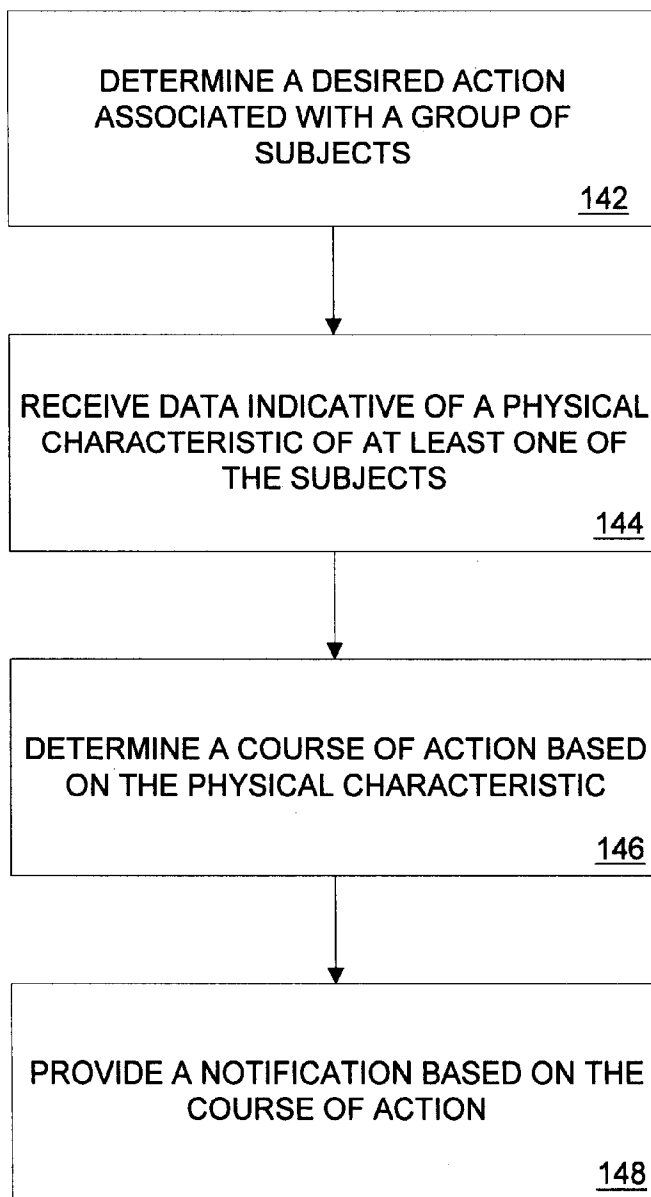 DETERMINE A DESIRED ACTION
ASSOCIATED WITH A GROUP OF
SUBJECTS
142
RECEIVE DATA INDICATIVE OF A PHYSICAL
CHARACTERISTIC OF AT LEAST ONE OF
THE SUBJECTS
144
DETERMINE A COURSE OF ACTION BASED
ON THE PHYSICAL CHARACTERISTIC
146
PROVIDE A NOTIFICATION BASED ON THE
COURSE OF ACTION
148